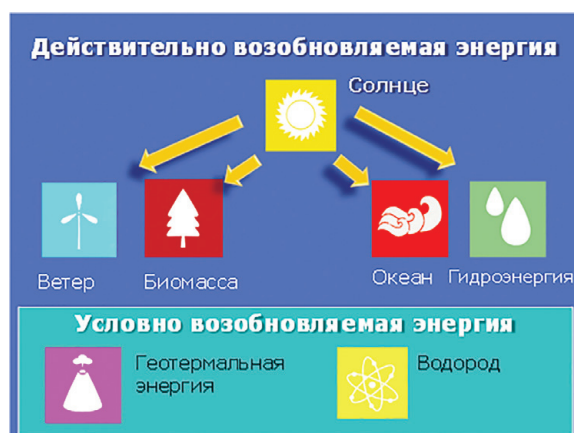 Действительно возобновляемая энергия
Солнце
Ветер
Биомасса
Океан
Гидроэнергия
Условно возобновляемая энергия
Геотермальная
энергия
Водород